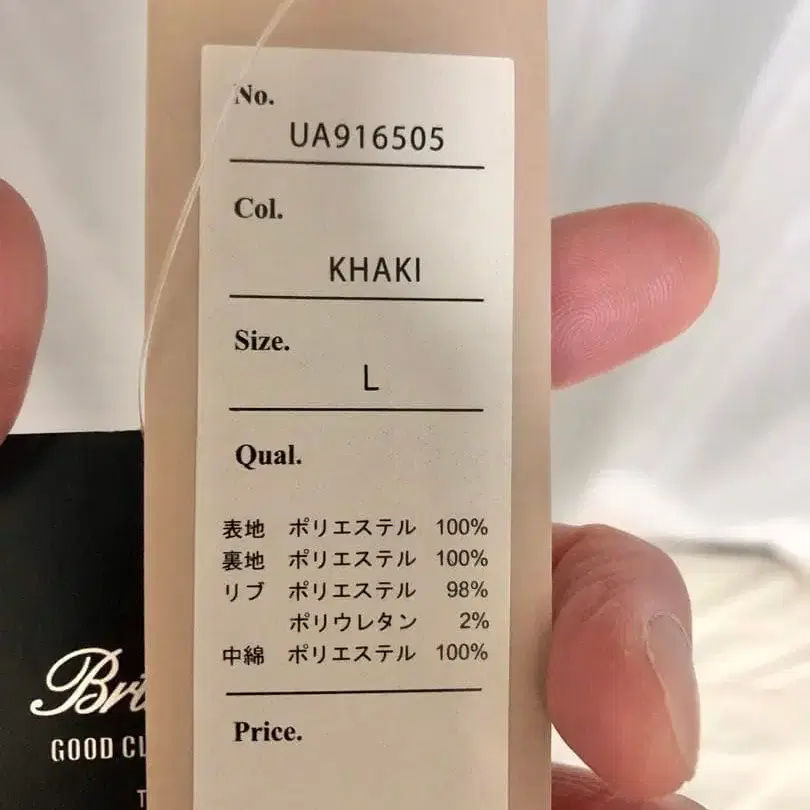 No.
UA916505
Col.
KHAKI
Size.
L
Qual.
表地 ポリエステル 100%
裏地 ポリエステル 100%
リブ ポリエステル 98%
ポリウレタン 2%
中綿 ポリエステル 100%
Price.
GOOD